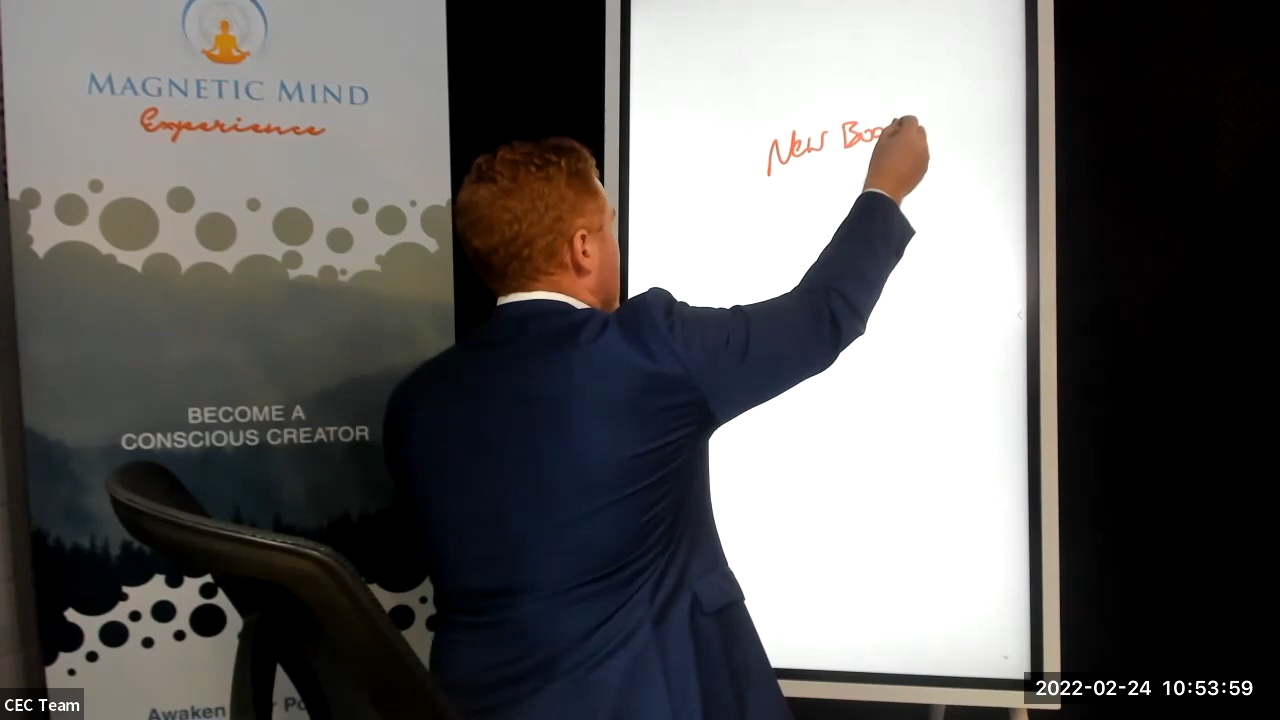 MAGNETIC MIND
Experience
New Boo
BECOME A
CONSCIOUS CREATOR
Awaken
CEC Team
2022-02-24 10:53:59